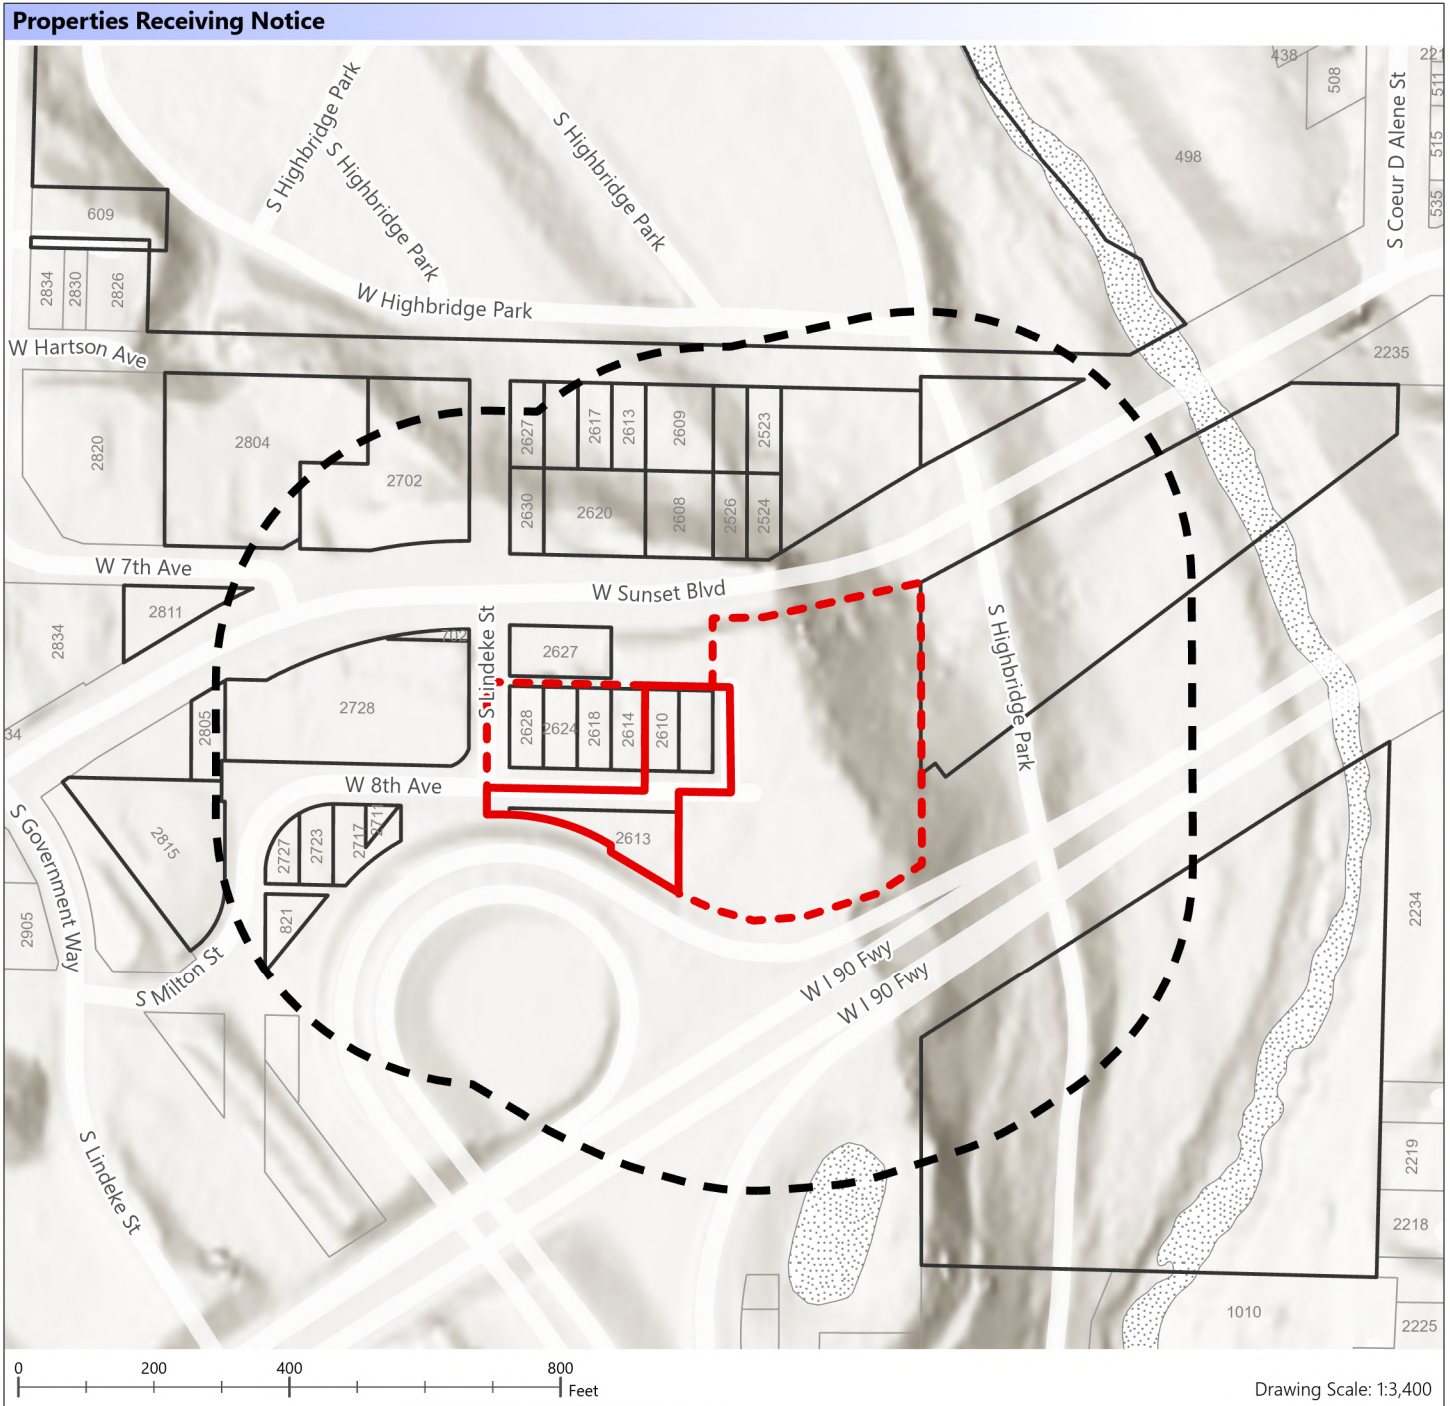 Properties Receiving Notice
438
221
508
511
S Coeur D Alene St
498
515
535
S Highbridge Park
S Highbridge Park
S Highbridge Park
609
2834
2830
2826
W Highbridge Park
W Hartson Ave
2235
2820
2804
2702
2627
2617
2613
2609
2523
2630
2620
2608
2526
2524
W 7th Ave
W Sunset Blvd
2811
2834
702
S Lindeke St
2627
S Highbridge Park
34
2805
2728
2628
2624
2618
2614
2610
W 8th Ave
S Government Way
2815
2727
2723
2717
2711
2613
821
2905
2234
S Milton St
W I 90 Fwy
W I 90 Fwy
S Lindeke St
2219
2218
1010
2225
0 200 400 800
Feet
Drawing Scale: 1:3,400